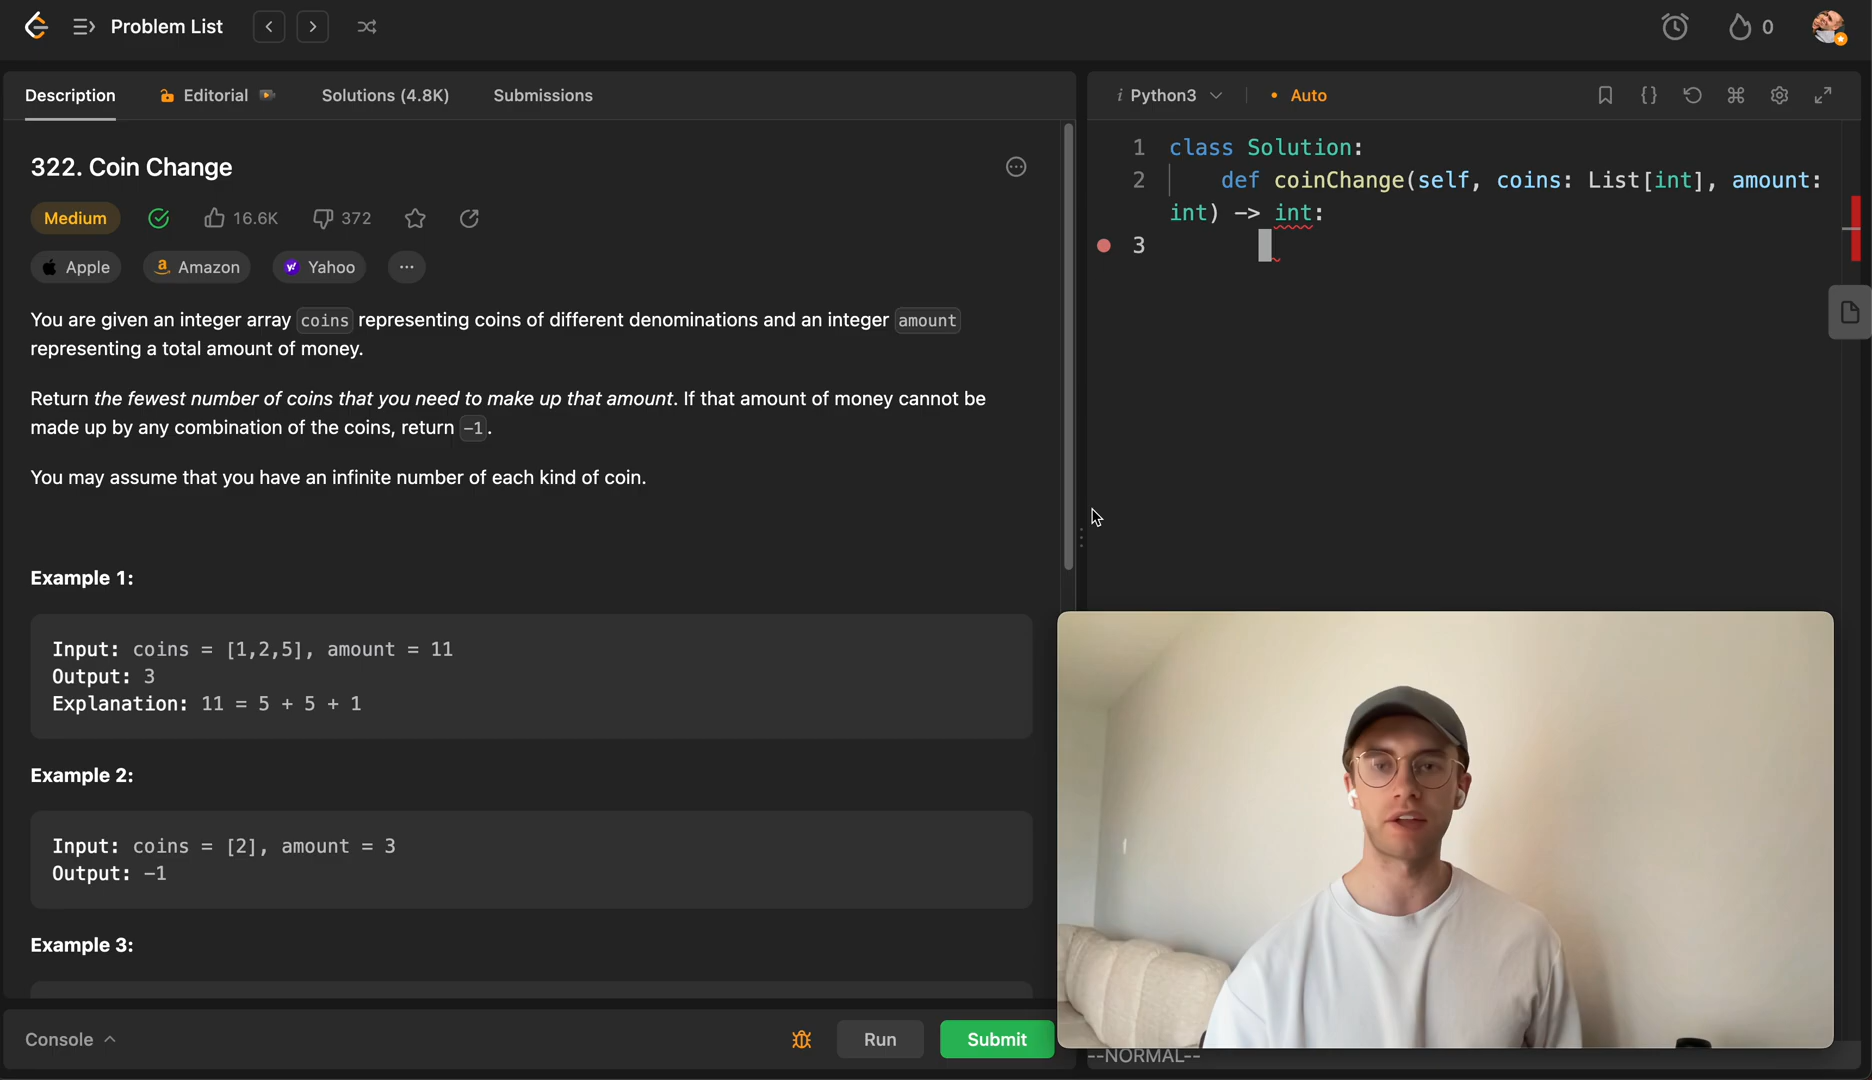 Problem List
0
Description
Editorial
Solutions (4.8K)
Submissions
322. Coin Change
Medium
16.6K
372
Apple
Amazon
Yahoo
You are given an integer array coins representing coins of different denominations and an integer amount
representing a total amount of money.
Return the fewest number of coins that you need to make up that amount. If that amount of money cannot be
made up by any combination of the coins, return -1.
You may assume that you have an infinite number of each kind of coin.
Example 1:
Input: coins = [1,2,5], amount = 11
Output: 3
Explanation: 11 = 5 + 5 + 1
Example 2:
Input: coins = [2], amount = 3
Output: -1
Example 3:
Console
Run
Submit
i Python3
• Auto
1 class Solution:
2 def coinChange(self, coins: List[int], amount:
int) -> int:
3
--NORMAL--